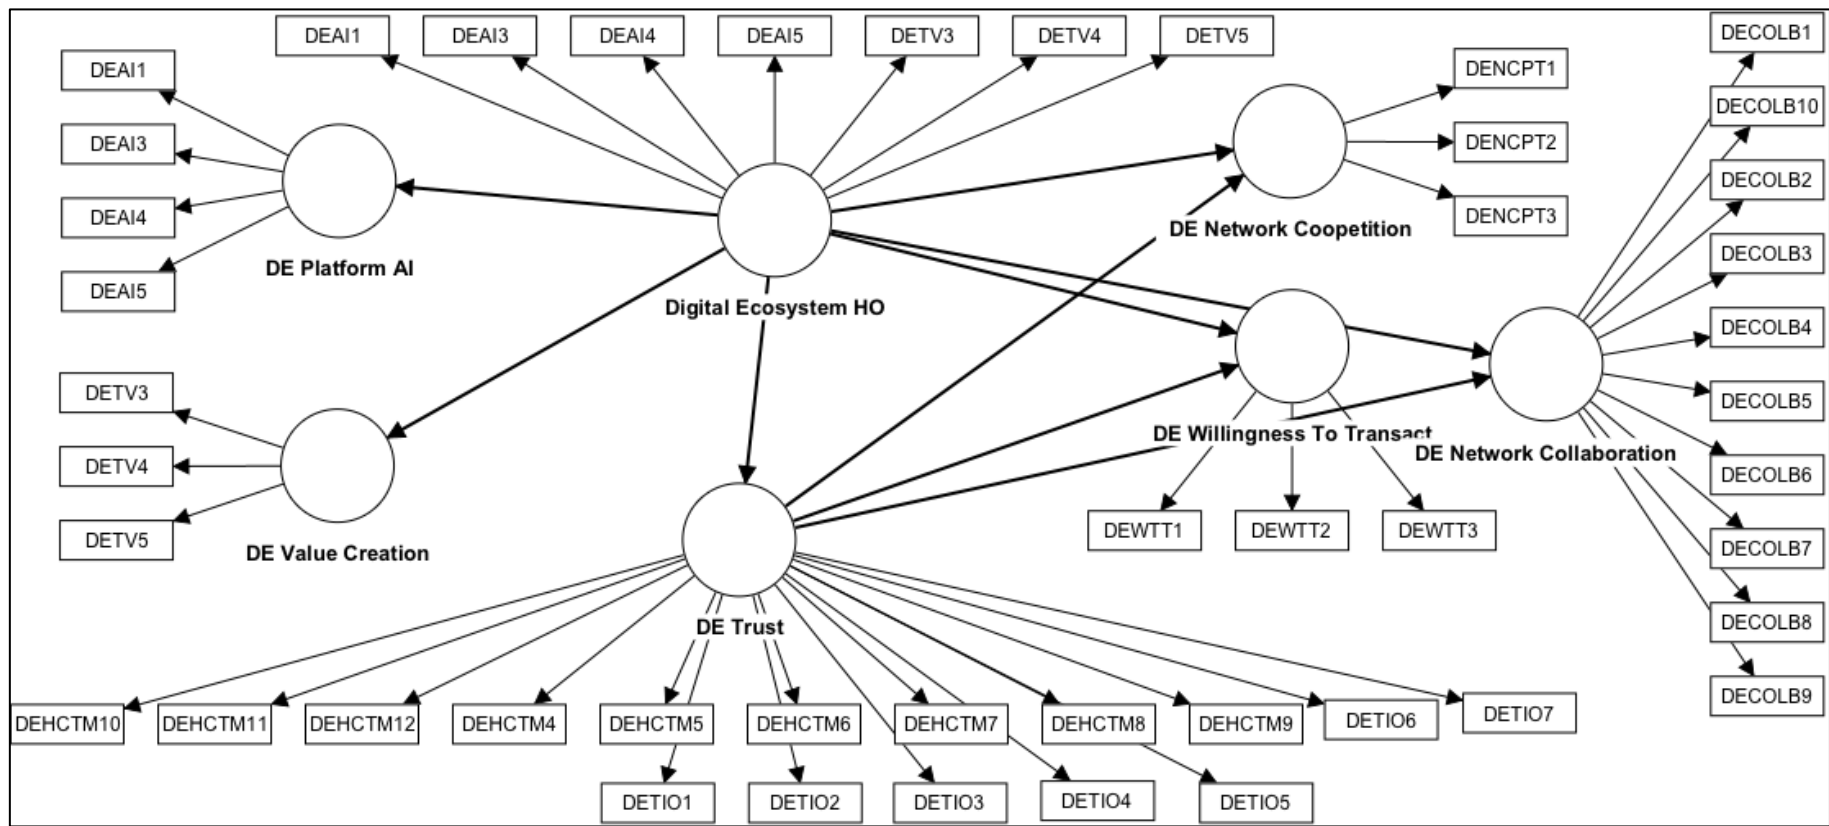 DEAI1
DEAI3
DEAI4
DEAI5
DETV3
DETV4
DETV5
DECOLB1
DEAI1
DEAI3
DEAI4
DEAI5
DE Platform AI
Digital Ecosystem HO
DENCPT1
DENCPT2
DENCPT3
DE Network Coopetition
DECOLB10
DECOLB2
DECOLB3
DECOLB4
DECOLB5
DECOLB6
DECOLB7
DECOLB8
DECOLB9
DETV3
DETV4
DETV5
DE Value Creation
DE Willingness To Transact
DE Network Collaboration
DEWTT1
DEWTT2
DEWTT3
DE Trust
DEHCTM10
DEHCTM11
DEHCTM12
DEHCTM4
DEHCTM5
DEHCTM6
DEHCTM7
DEHCTM8
DEHCTM9
DETIO6
DETIO7
DETIO1
DETIO2
DETIO3
DETIO4
DETIO5